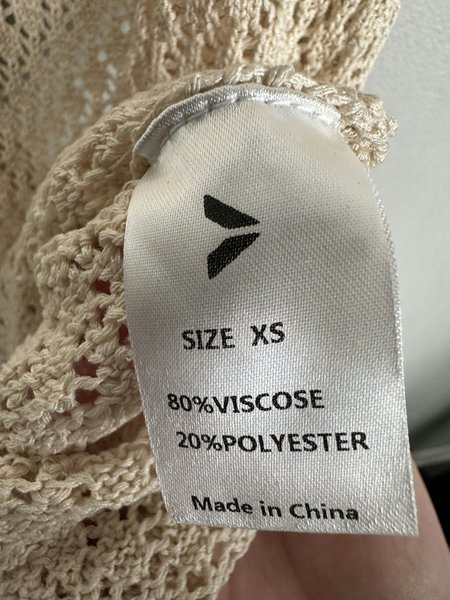 SIZE XS
80%VISCOSE
20%POLYESTER
Made in China